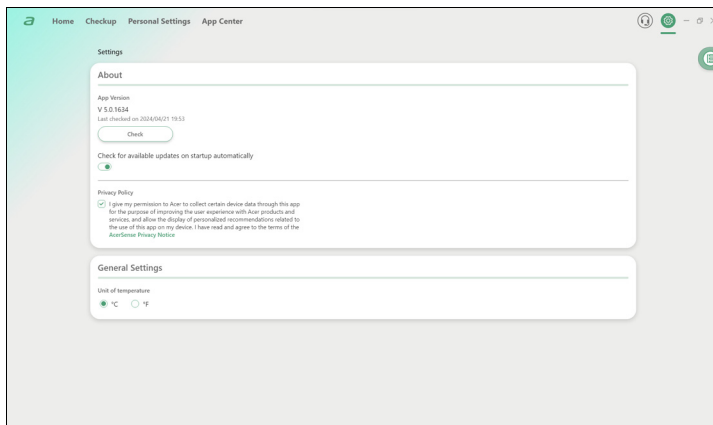 Home Checkup Personal Settings App Center
Settings
About
App Version
V 5.0.1634
Last checked on 2024/04/21 19:53
Check
Check for available updates on startup automatically
Privacy Policy
I give my permission to Acer to collect certain device data through this app
for the purpose of improving the user experience with Acer products and
services, and allow the display of personalized recommendations related to
the use of this app on my device. I have read and agree to the terms of the
AcerSense Privacy Notice
General Settings
Unit of temperature
°C °F